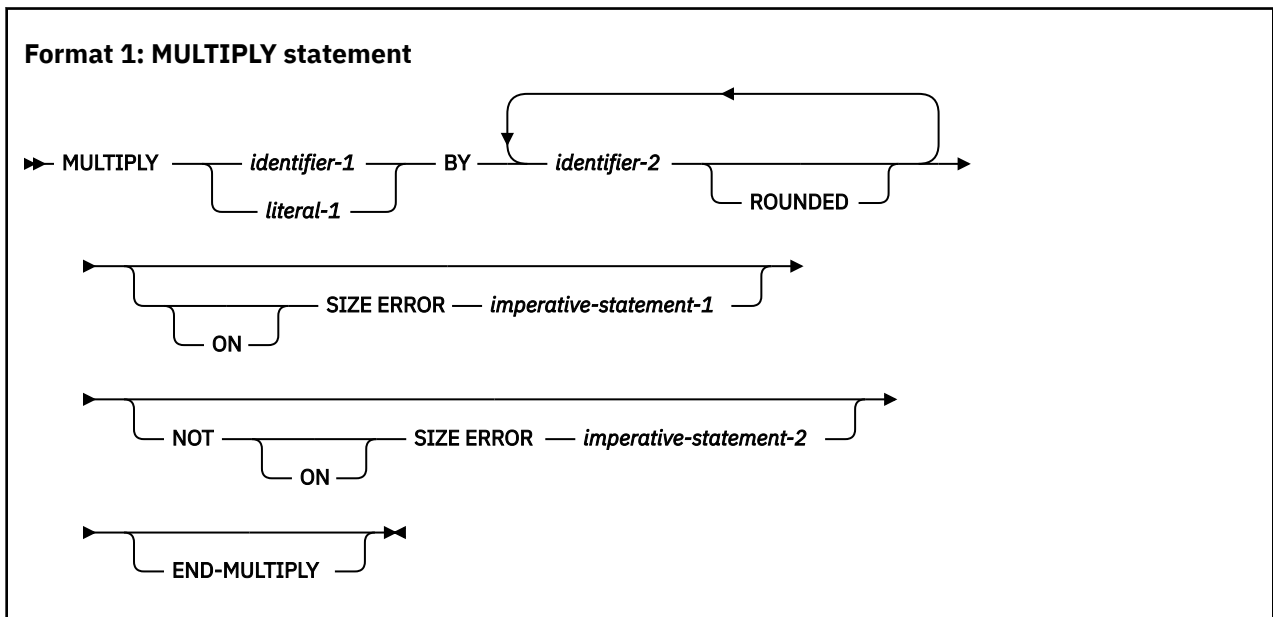 Format 1: MULTIPLY statement
MULTIPLY identifier-1 BY identifier-2
literal-1 ROUNDED
SIZE ERROR imperative-statement-1
ON
NOT SIZE ERROR imperative-statement-2
ON
END-MULTIPLY